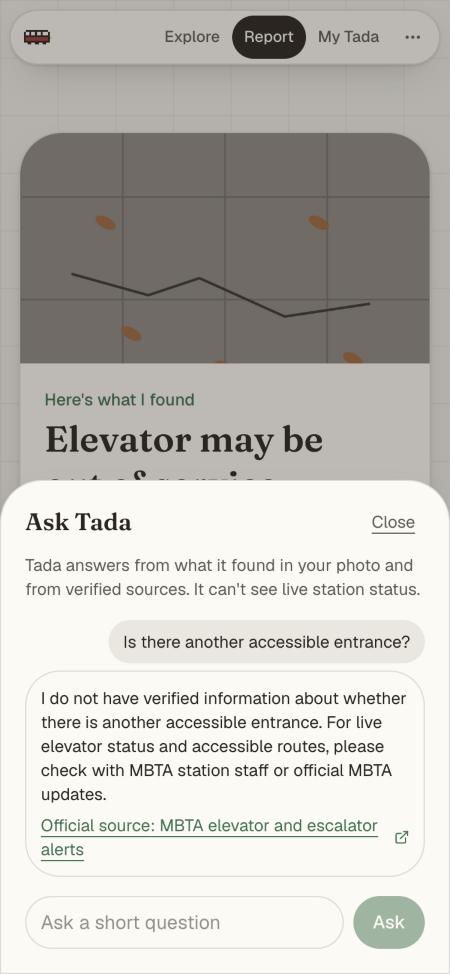 Explore Report My Tada
Here's what I found
Elevator may be
out of service
Ask Tada
Close
Tada answers from what it found in your photo and
from verified sources. It can't see live station status.
Is there another accessible entrance?
I do not have verified information about whether
there is another accessible entrance. For live
elevator status and accessible routes, please
check with MBTA station staff or official MBTA
updates.
Official source: MBTA elevator and escalator
alerts
Ask a short question
Ask